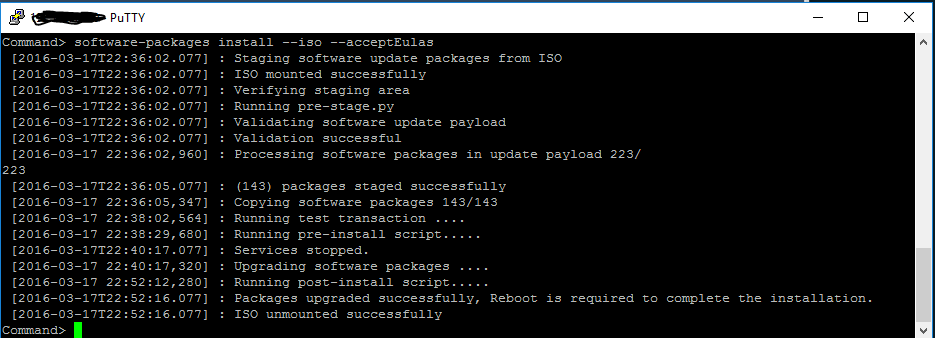 PuTTY
Command> software-packages install --iso --acceptEulas
[2016-03-17T22:36:02.077] : Staging software update packages from ISO
[2016-03-17T22:36:02.077] : ISO mounted successfully
[2016-03-17T22:36:02.077] : Verifying staging area
[2016-03-17T22:36:02.077] : Running pre-stage.py
[2016-03-17T22:36:02.077] : Validating software update payload
[2016-03-17T22:36:02.077] : Validation successful
[2016-03-17 22:36:02,960] : Processing software packages in update payload 223/
223
[2016-03-17T22:36:05.077] : (143) packages staged successfully
[2016-03-17 22:36:05,347] : Copying software packages 143/143
[2016-03-17 22:38:02,564] : Running test transaction ....
[2016-03-17 22:38:29,680] : Running pre-install script.....
[2016-03-17T22:40:17.077] : Services stopped.
[2016-03-17 22:40:17,320] : Upgrading software packages ....
[2016-03-17 22:52:12,280] : Running post-install script.....
[2016-03-17T22:52:16.077] : Packages upgraded successfully, Reboot is required to complete the installation.
[2016-03-17T22:52:16.077] : ISO unmounted successfully
Command>